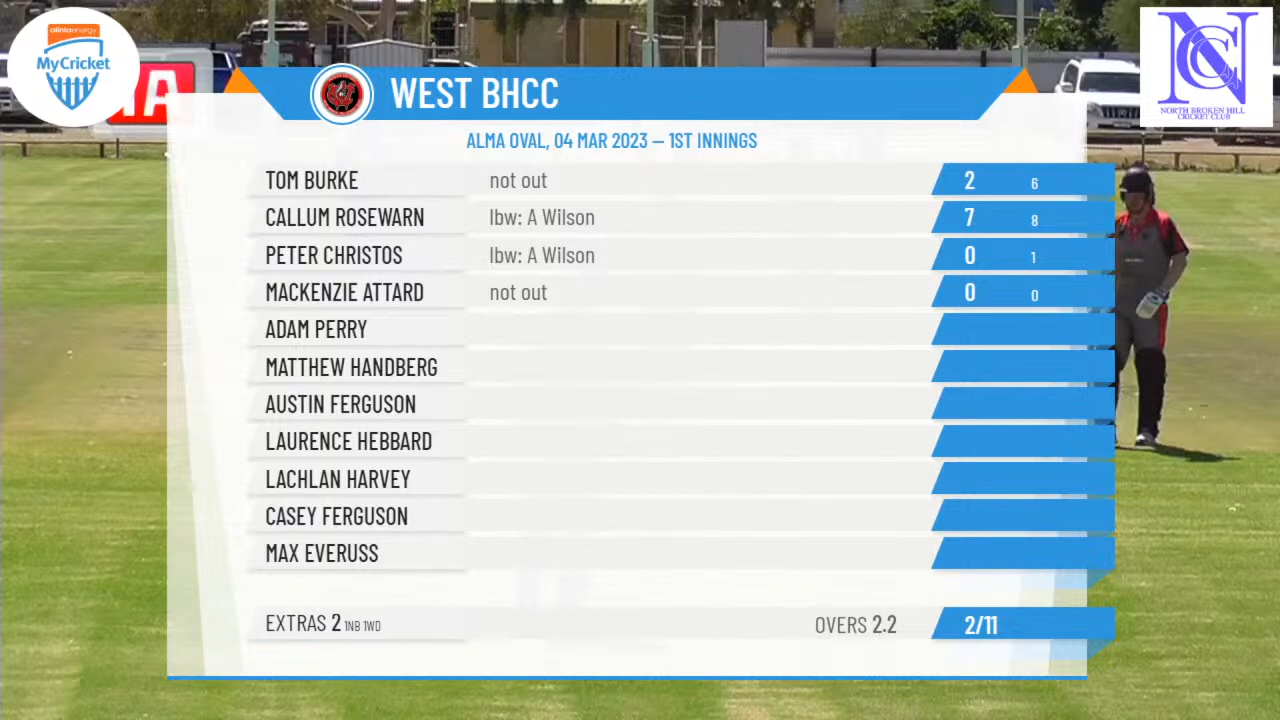 alintaenergy
MyCricket
WEST BHCC
NC
NORTH BROKEN HILL
CRICKET CLUB
ALMA OVAL, 04 MAR 2023 – 1ST INNINGS
TOM BURKE not out 2 6
CALLUM ROSEWARN lbw: A Wilson 7 8
PETER CHRISTOS lbw: A Wilson 0 1
MACKENZIE ATTARD not out 0 0
ADAM PERRY
MATTHEW HANDBERG
AUSTIN FERGUSON
LAURENCE HEBBARD
LACHLAN HARVEY
CASEY FERGUSON
MAX EVERUSS
EXTRAS 2 1NB 1WD OVERS 2.2 2/11